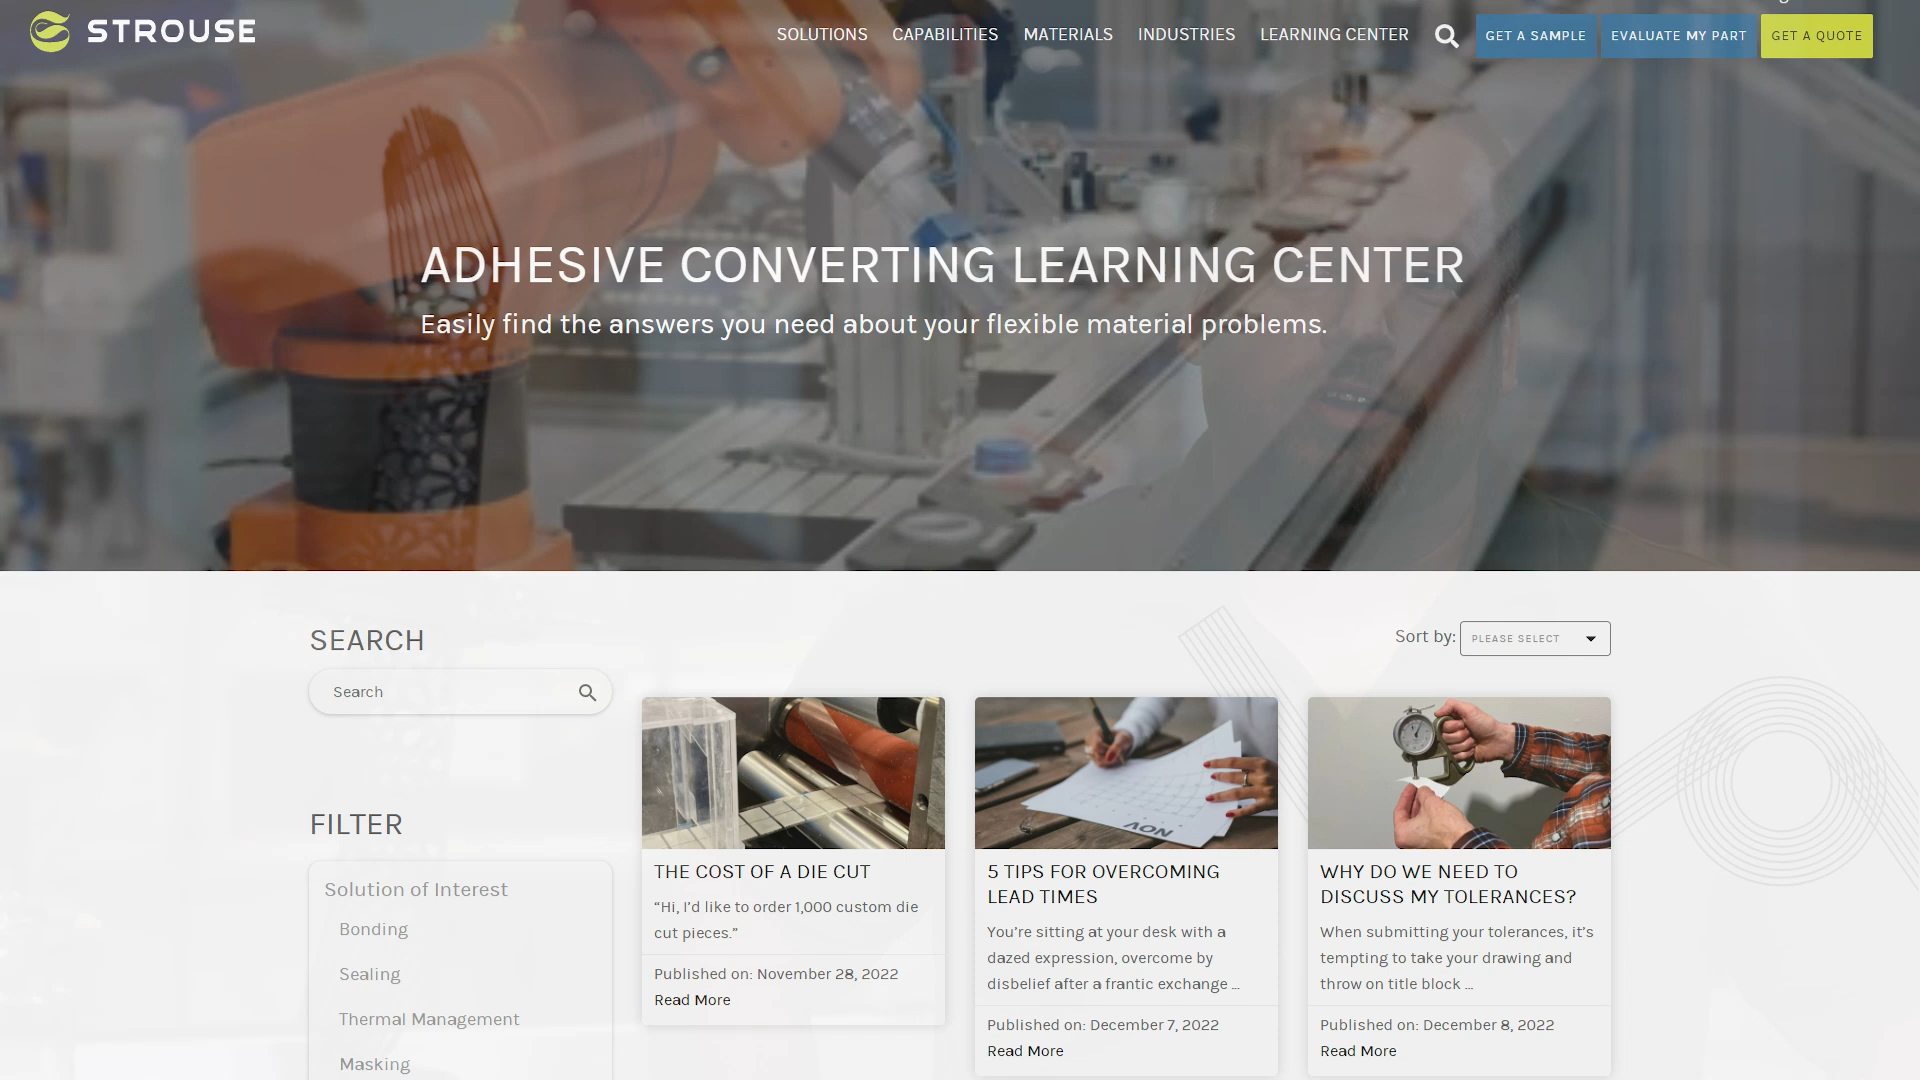 STROUSE
SOLUTIONS CAPABILITIES MATERIALS INDUSTRIES LEARNING CENTER
GET A SAMPLE EVALUATE MY PART GET A QUOTE
ADHESIVE CONVERTING LEARNING CENTER
Easily find the answers you need about your flexible material problems.
SEARCH
Search
FILTER
Solution of Interest
Bonding
Sealing
Thermal Management
Masking
Sort by: PLEASE SELECT
THE COST OF A DIE CUT
“Hi, I’d like to order 1,000 custom die
cut pieces.”
Published on: November 28, 2022
Read More
NOV
5 TIPS FOR OVERCOMING
LEAD TIMES
You’re sitting at your desk with a
dazed expression, overcome by
disbelief after a frantic exchange ...
Published on: December 7, 2022
Read More
WHY DO WE NEED TO
DISCUSS MY TOLERANCES?
When submitting your tolerances, it’s
tempting to take your drawing and
throw on title block ...
Published on: December 8, 2022
Read More